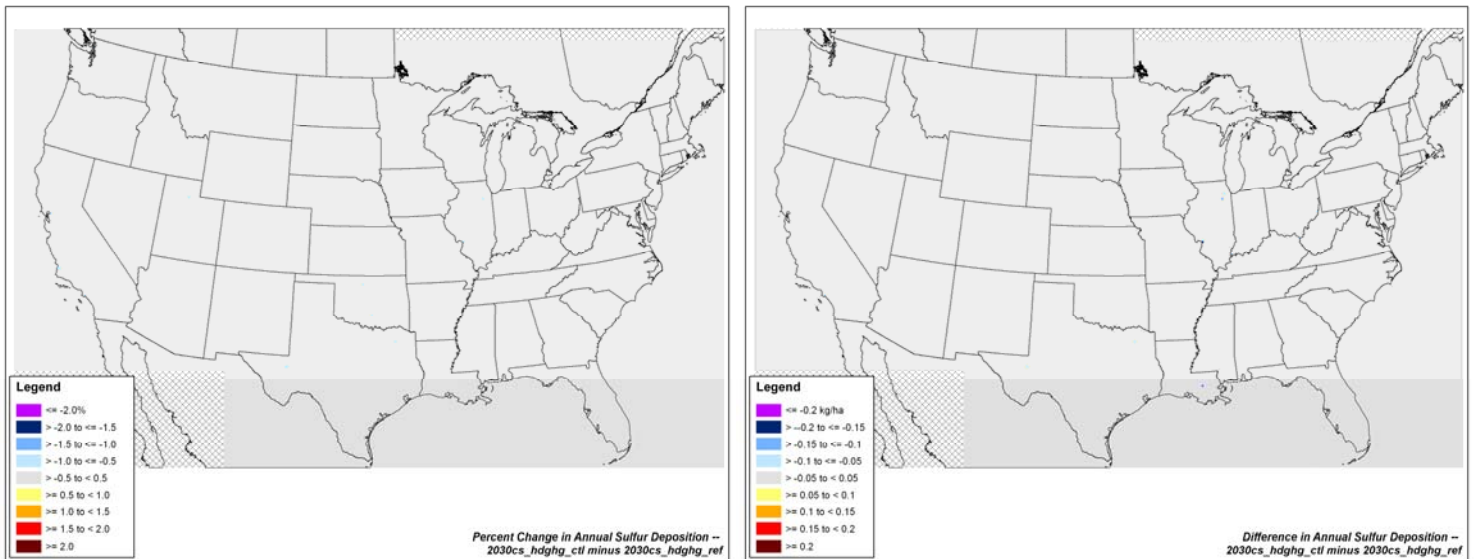 Legend
<= -2.0%
> -2.0 to <= -1.5
> -1.5 to <= -1.0
> -1.0 to <= -0.5
> -0.5 to < 0.5
>= 0.5 to < 1.0
>= 1.0 to < 1.5
>= 1.5 to < 2.0
>= 2.0
Percent Change in Annual Sulfur Deposition --
2030cs_hdghg_ctl minus 2030cs_hdghg_ref
Legend
<= -0.2 kg/ha
> --0.2 to <= -0.15
> -0.15 to <= -0.1
> -0.1 to <= -0.05
> -0.05 to < 0.05
>= 0.05 to < 0.1
>= 0.1 to < 0.15
>= 0.15 to < 0.2
>= 0.2
Difference in Annual Sulfur Deposition --
2030cs_hdghg_ctl minus 2030cs_hdghg_ref